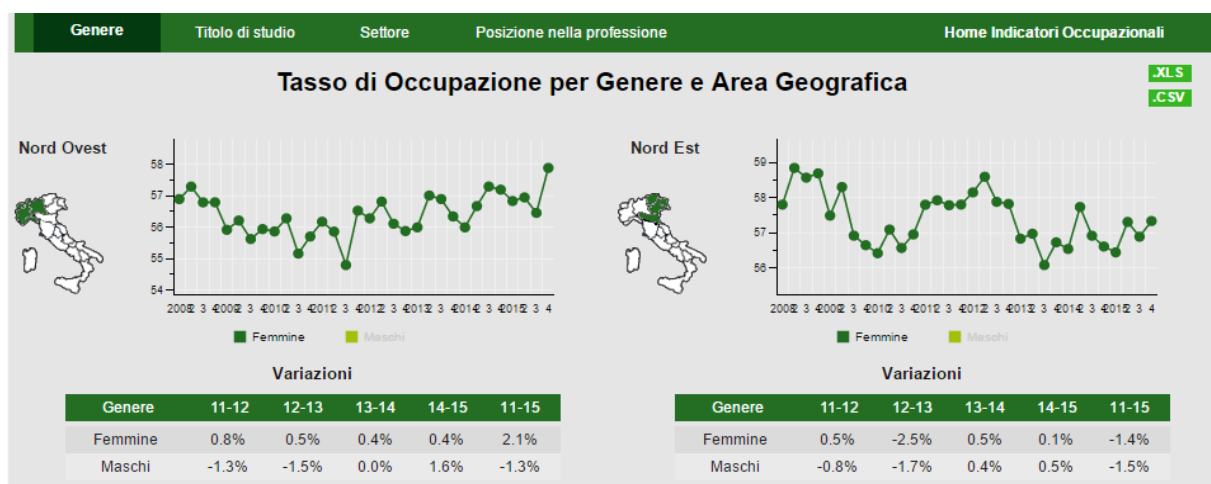 Genere Titolo di studio Settore Posizione nella professione Home Indicatori Occupazionali
Tasso di Occupazione per Genere e Area Geografica
.XLS
.CSV
Nord Ovest
58
57
56
55
54
Femmine Maschi
Variazioni
Genere 11-12 12-13 13-14 14-15 11-15
Femmine 0.8% 0.5% 0.4% 0.4% 2.1%
Maschi -1.3% -1.5% 0.0% 1.6% -1.3%
Nord Est
59
58
57
56
Femmine Maschi
Variazioni
Genere 11-12 12-13 13-14 14-15 11-15
Femmine 0.5% -2.5% 0.5% 0.1% -1.4%
Maschi -0.8% -1.7% 0.4% 0.5% -1.5%